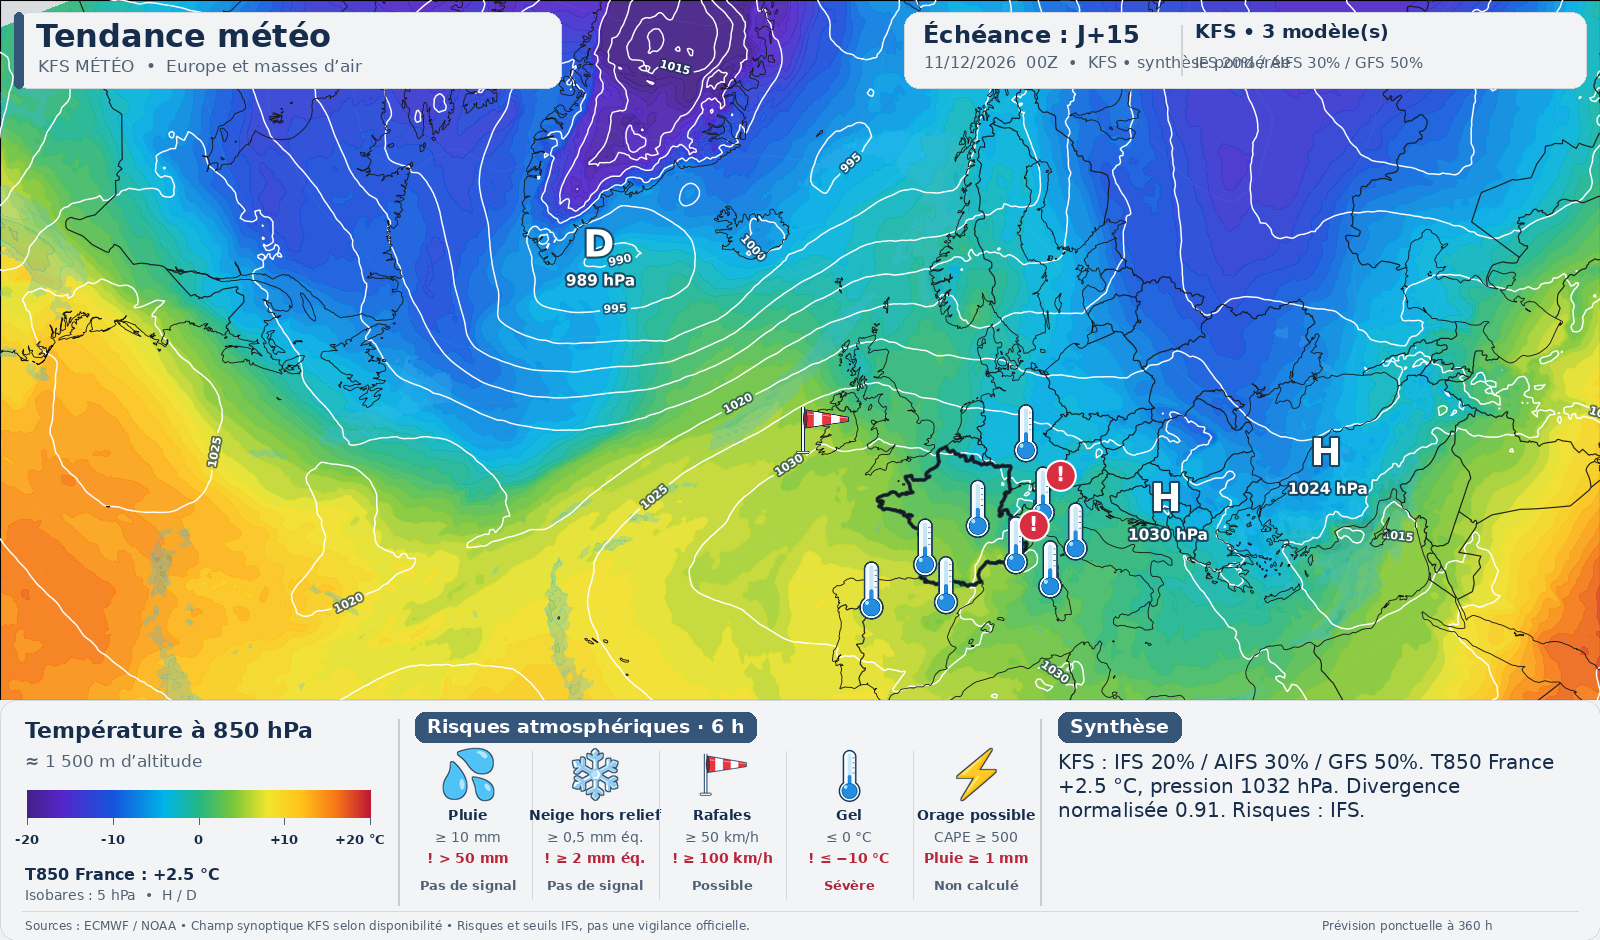 Tendance météo
KFS MÉTÉO • Europe et masses d’air
Échéance : J+15
11/12/2026 00Z • KFS • synthèse pondérée
KFS • 3 modèle(s)
IFS 20% / AIFS 30% / GFS 50%
1015
995
1000
D
990
989 hPa
995
1020
1025
1030
1025
H
1024 hPa
H
1030 hPa
1015
1020
1030
!
!
Température à 850 hPa
≈ 1 500 m d’altitude
-20 -10 0 +10 +20 °C
T850 France : +2.5 °C
Isobares : 5 hPa • H / D
Risques atmosphériques · 6 h
Pluie
≥ 10 mm
! > 50 mm
Pas de signal
Neige hors relief
≥ 0,5 mm éq.
! ≥ 2 mm éq.
Pas de signal
Rafales
≥ 50 km/h
! ≥ 100 km/h
Possible
Gel
≤ 0 °C
! ≤ −10 °C
Sévère
Orage possible
CAPE ≥ 500
Pluie ≥ 1 mm
Non calculé
Synthèse
KFS : IFS 20% / AIFS 30% / GFS 50%. T850 France
+2.5 °C, pression 1032 hPa. Divergence
normalisée 0.91. Risques : IFS.
Sources : ECMWF / NOAA • Champ synoptique KFS selon disponibilité • Risques et seuils IFS, pas une vigilance officielle.
Prévision ponctuelle à 360 h